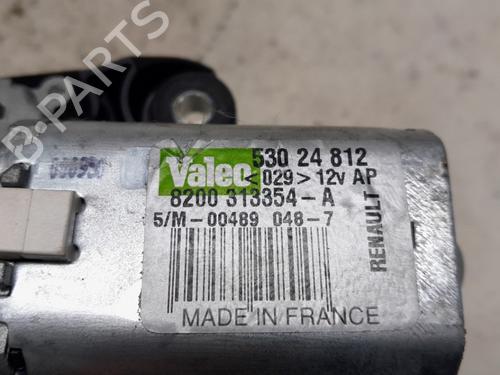 B-PARTS
Valeo 530 24 812
<029> 12v AP
8200 313354-A
5/M-00489 048-7
RENAULT
MADE IN FRANCE